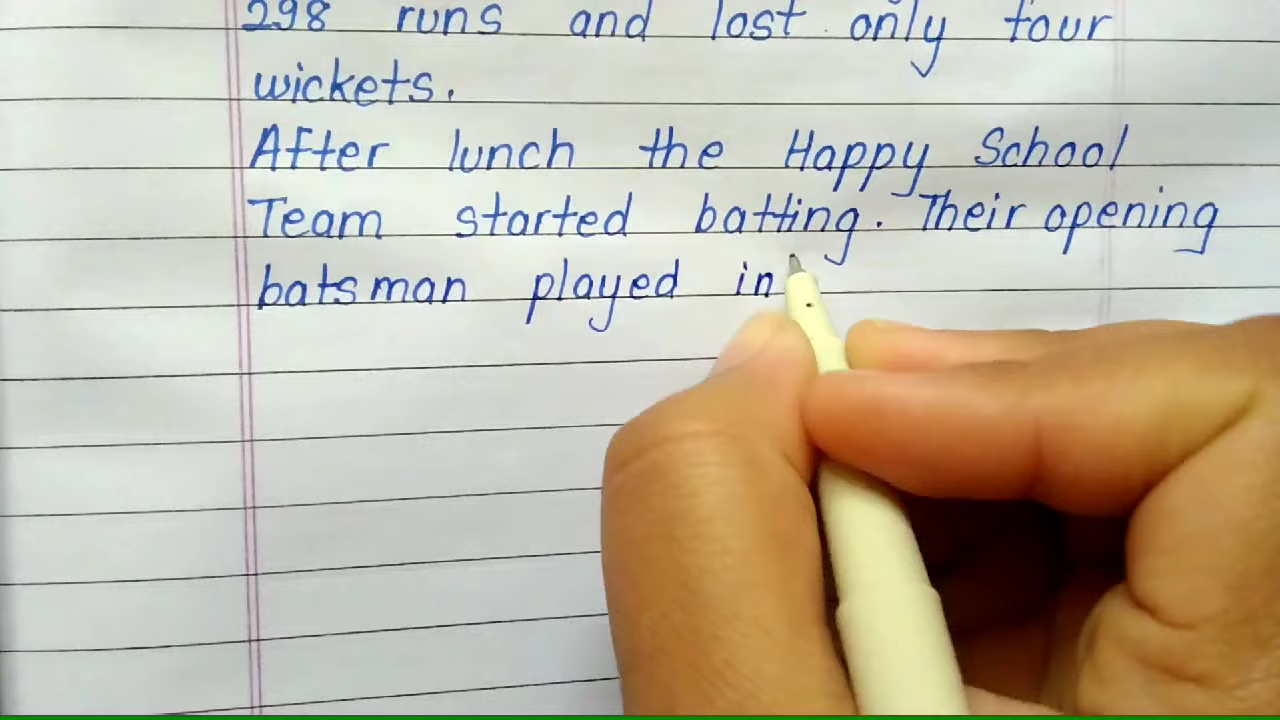 298 runs and lost only four
wickets.
After lunch the Happy School
Team started batting. Their opening
batsman played in